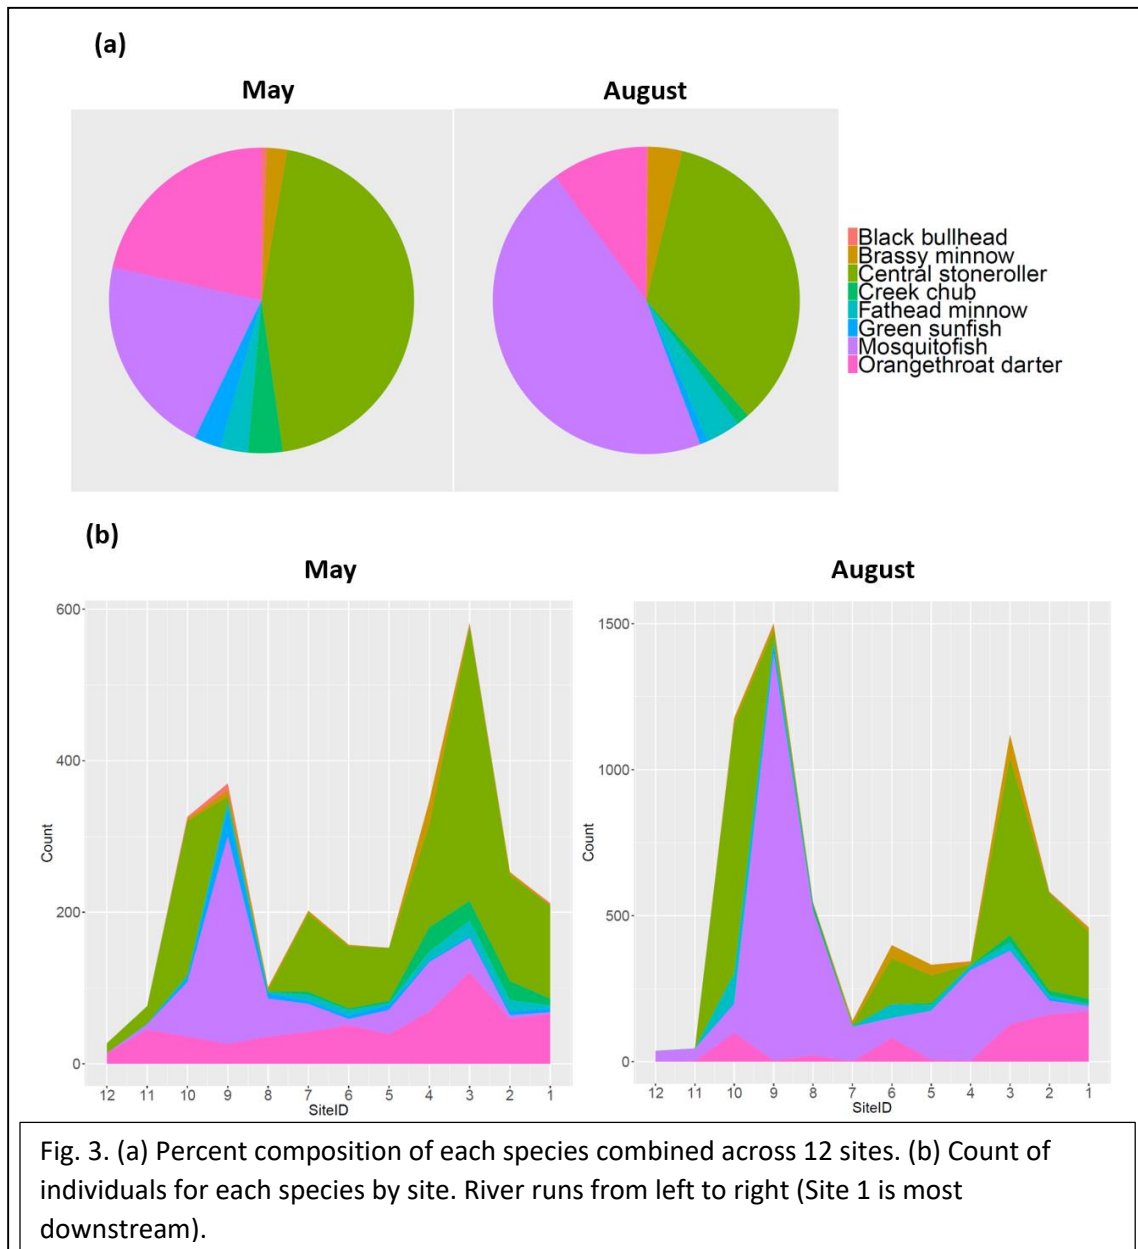 (a)
May
August
Black bullhead
Brassy minnow
Central stoneroller
Creek chub
Fathead minnow
Green sunfish
Mosquitofish
Orangethroat darter
(b)
May
600
400
200
0
Count
12 11 10 9 8 7 6 5 4 3 2 1
SiteID
August
1500
1000
500
0
Count
12 11 10 9 8 7 6 5 4 3 2 1
SiteID
Fig. 3. (a) Percent composition of each species combined across 12 sites. (b) Count of
individuals for each species by site. River runs from left to right (Site 1 is most
downstream).